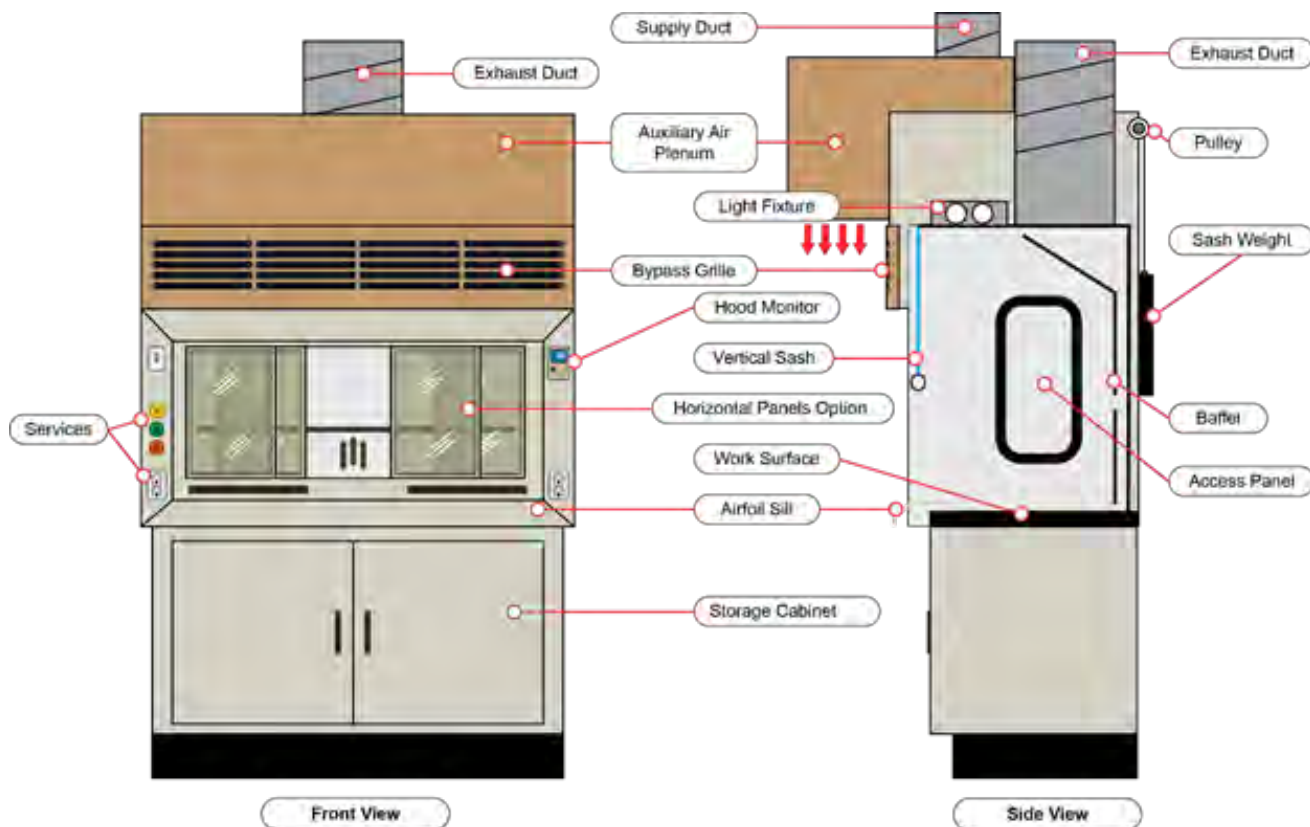 Supply Duct
Exhaust Duct
Exhaust Duct
Auxiliary Air
Plenum
Pulley
Light Fixture
Sash Weight
Bypass Grille
Hood Monitor
Vertical Sash
Horizontal Panels Option
Services
Baffel
Work Surface
Access Panel
Airfoil Sill
Storage Cabinet
Front View
Side View